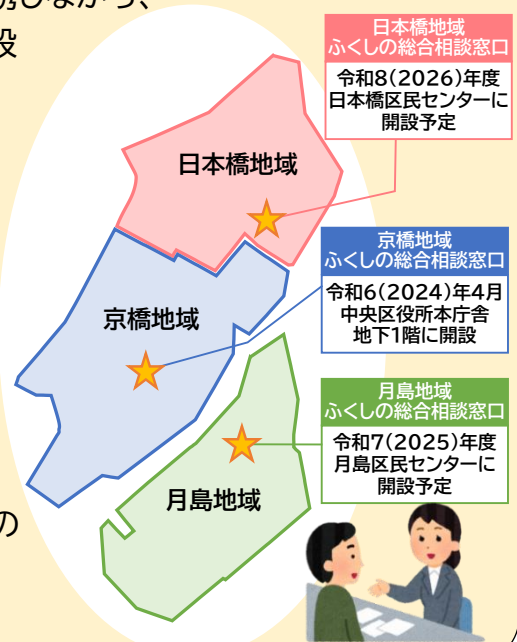 携しながら、
設
日本橋地域
ふくしの総合相談窓口
令和8(2026)年度
日本橋区民センターに
開設予定
日本橋地域
京橋地域
ふくしの総合相談窓口
令和6(2024)年4月
中央区役所本庁舎
地下1階に開設
京橋地域
月島地域
ふくしの総合相談窓口
令和7(2025)年度
月島区民センターに
開設予定
月島地域
の